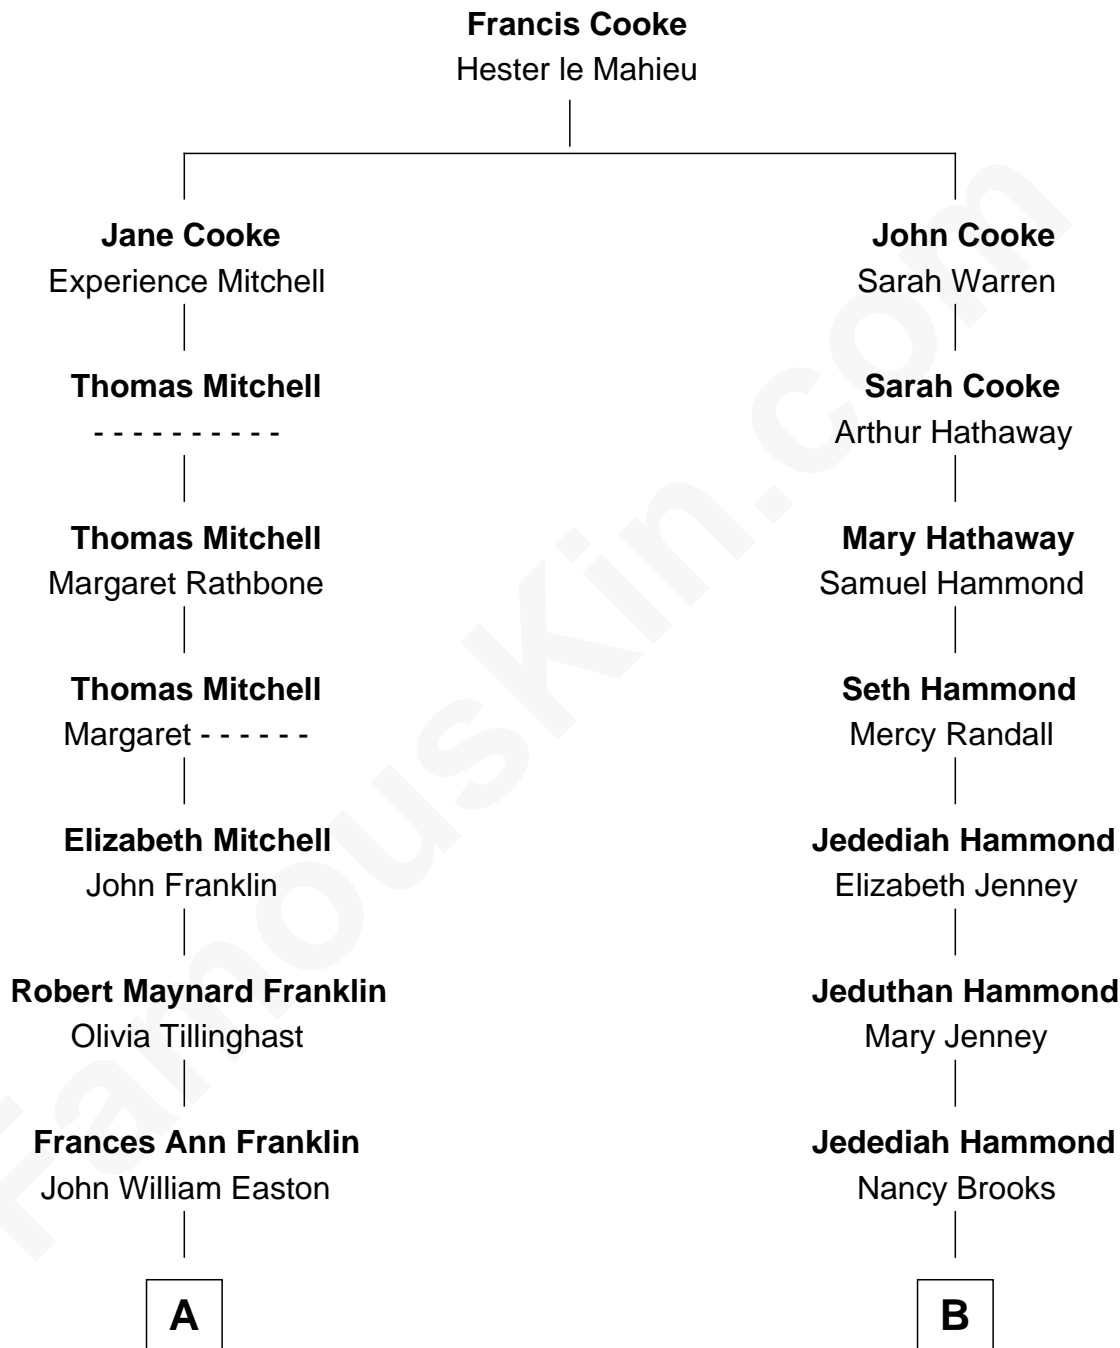 Francis Cooke
Hester le Mahieu
Jane Cooke
Experience Mitchell
John Cooke
Sarah Warren
Thomas Mitchell
- - - - - - - - - -
Sarah Cooke
Arthur Hathaway
Thomas Mitchell
Margaret Rathbone
Mary Hathaway
Samuel Hammond
Thomas Mitchell
Margaret - - - - - -
Seth Hammond
Mercy Randall
Elizabeth Mitchell
John Franklin
Jedediah Hammond
Elizabeth Jenney
Robert Maynard Franklin
Olivia Tillinghast
Jeduthan Hammond
Mary Jenney
Frances Ann Franklin
John William Easton
Jedediah Hammond
Nancy Brooks
A
B
FamousKin.com